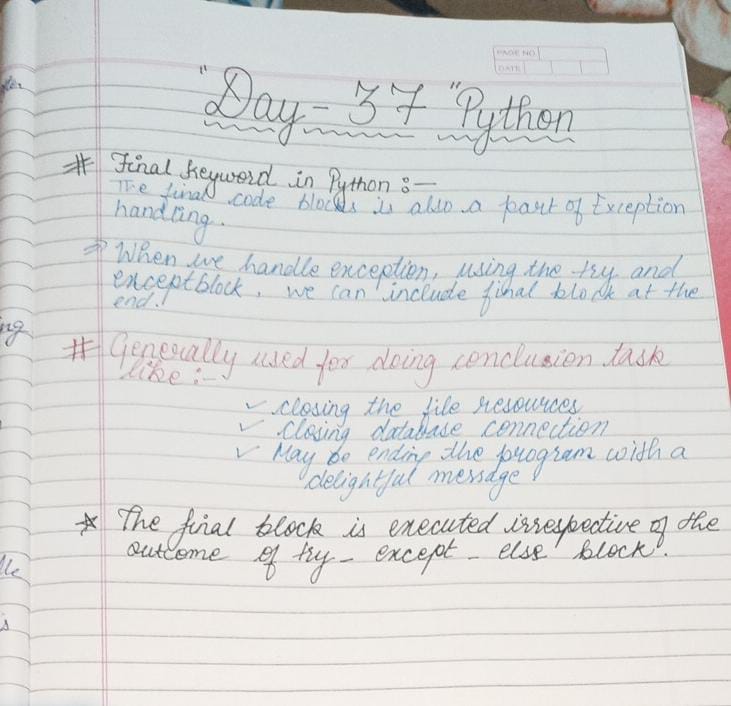 PAGE NO.
DATE
"Day - 37" Python
# Final keyword in Python :-
The final code blocks is also a part of Exception
handling.
⇒ When we handle exception, using the try and
except block, we can include final block at the
end.!
# Generally used for doing conclusion task
like :-
✓ closing the file resources
✓ closing database connection
✓ May be ending the program with a
delightful message
* The final block is executed irrespective of the
outcome of try - except - else block.
ng